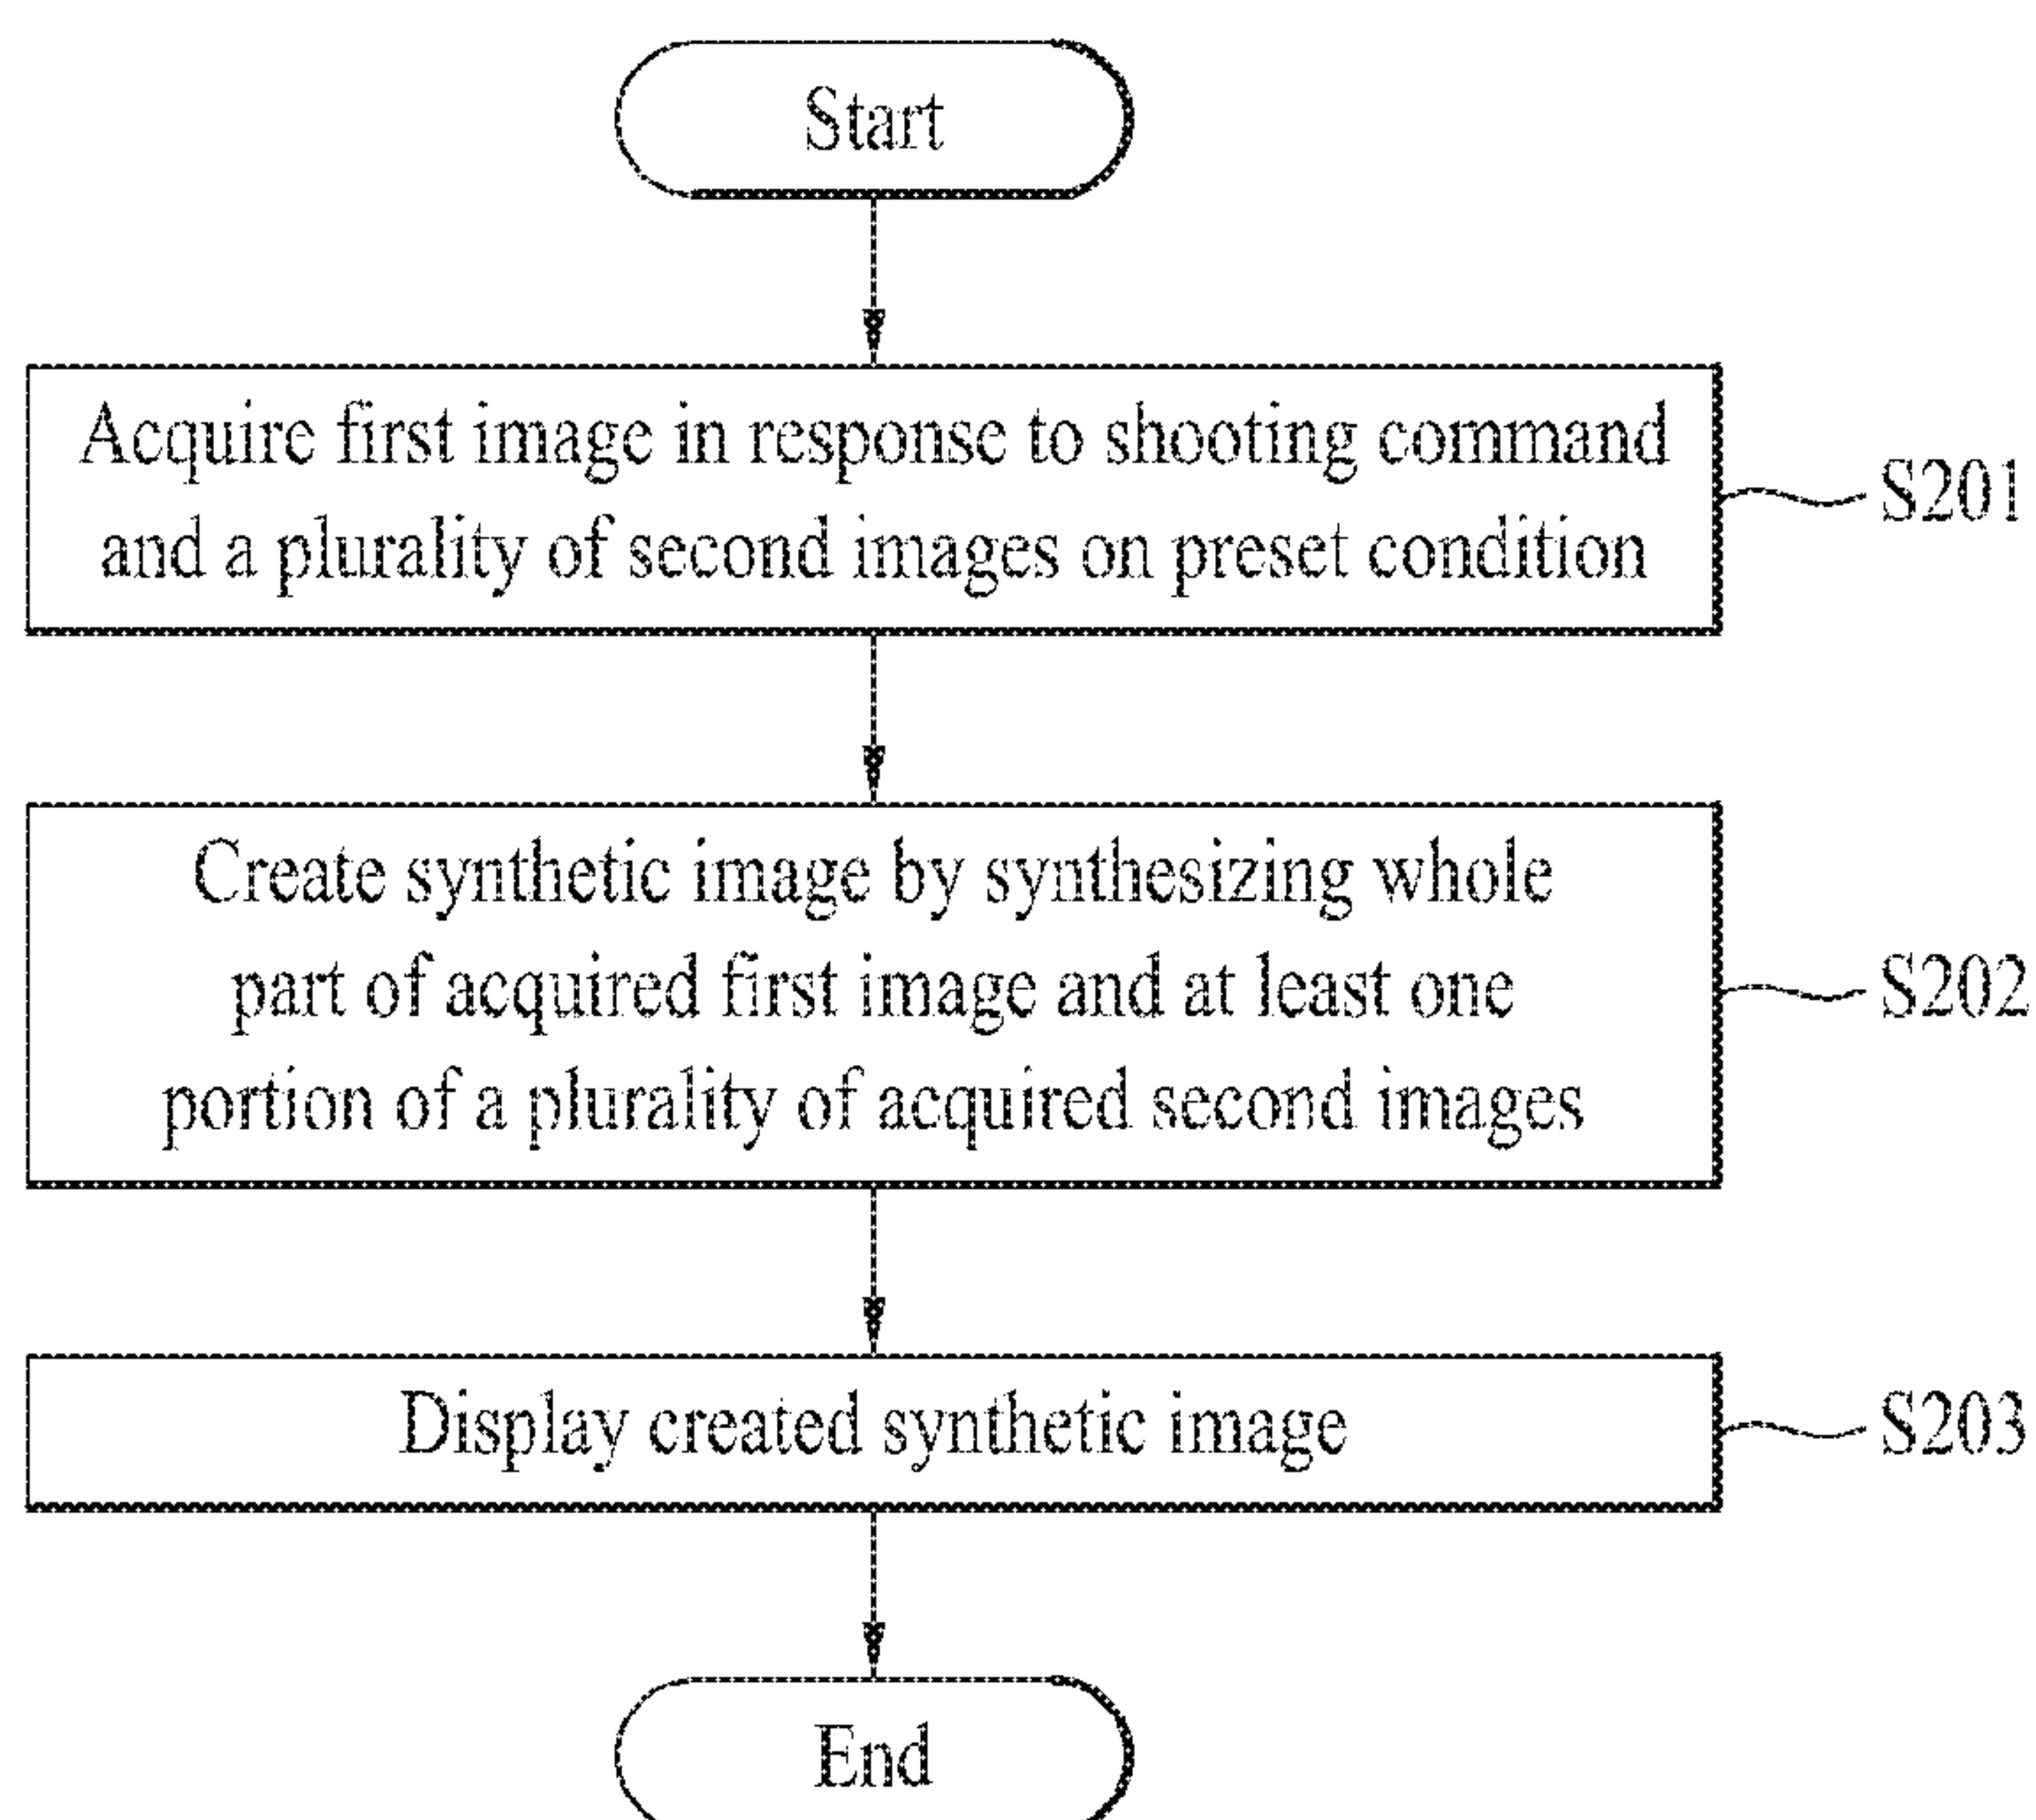 Start
Acquire first image in response to shooting command
and a plurality of second images on preset condition
S201
Create synthetic image by synthesizing whole
part of acquired first image and at least one
portion of a plurality of acquired second images
S202
Display created synthetic image
S203
End